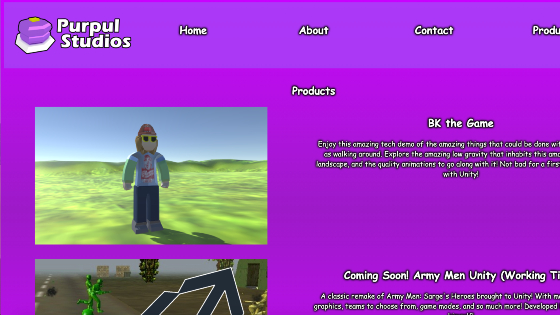 Purpul
Studios
Home
About
Contact
Produ
Products
BK the Game
Enjoy this amazing tech demo of the amazing things that could be done wit
as walking around. Explore the amazing low gravity that inhabits this ama
landscape, and the quality animations to go along with it. Not bad for a first
with Unity!
Coming Soon! Army Men Unity (Working Ti
A classic remake of Army Men: Sarge's Heroes brought to Unity! With m
graphics, teams to choose from, game modes, and so much more! Developed